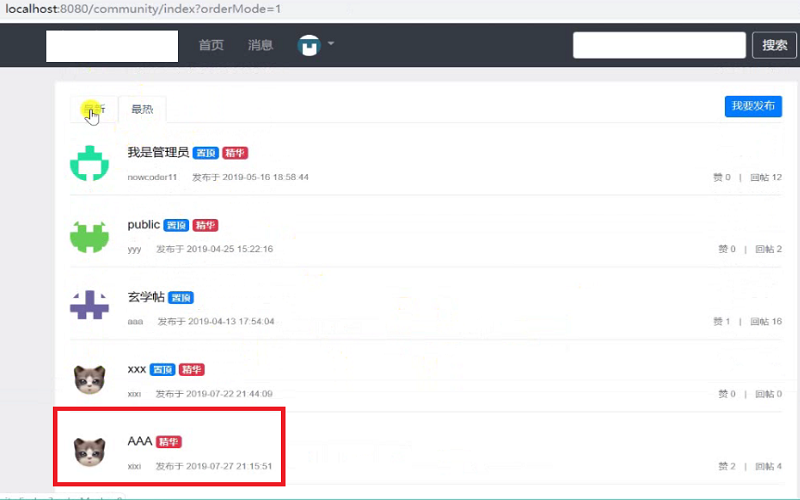 localhost:8080/community/index?orderMode=1
首页 消息 搜索
最热 我要发布
我是管理员 置顶 精华
nowcoder11 发布于 2019-05-16 18:58:44 赞 0 | 回帖 12
public 置顶 精华
yyy 发布于 2019-04-25 15:22:16 赞 0 | 回帖 2
玄学帖 置顶
aaa 发布于 2019-04-13 17:54:04 赞 1 | 回帖 16
xxx 置顶 精华
xixi 发布于 2019-07-22 21:44:09 赞 0 | 回帖 0
AAA 精华
xixi 发布于 2019-07-27 21:15:51 赞 2 | 回帖 4